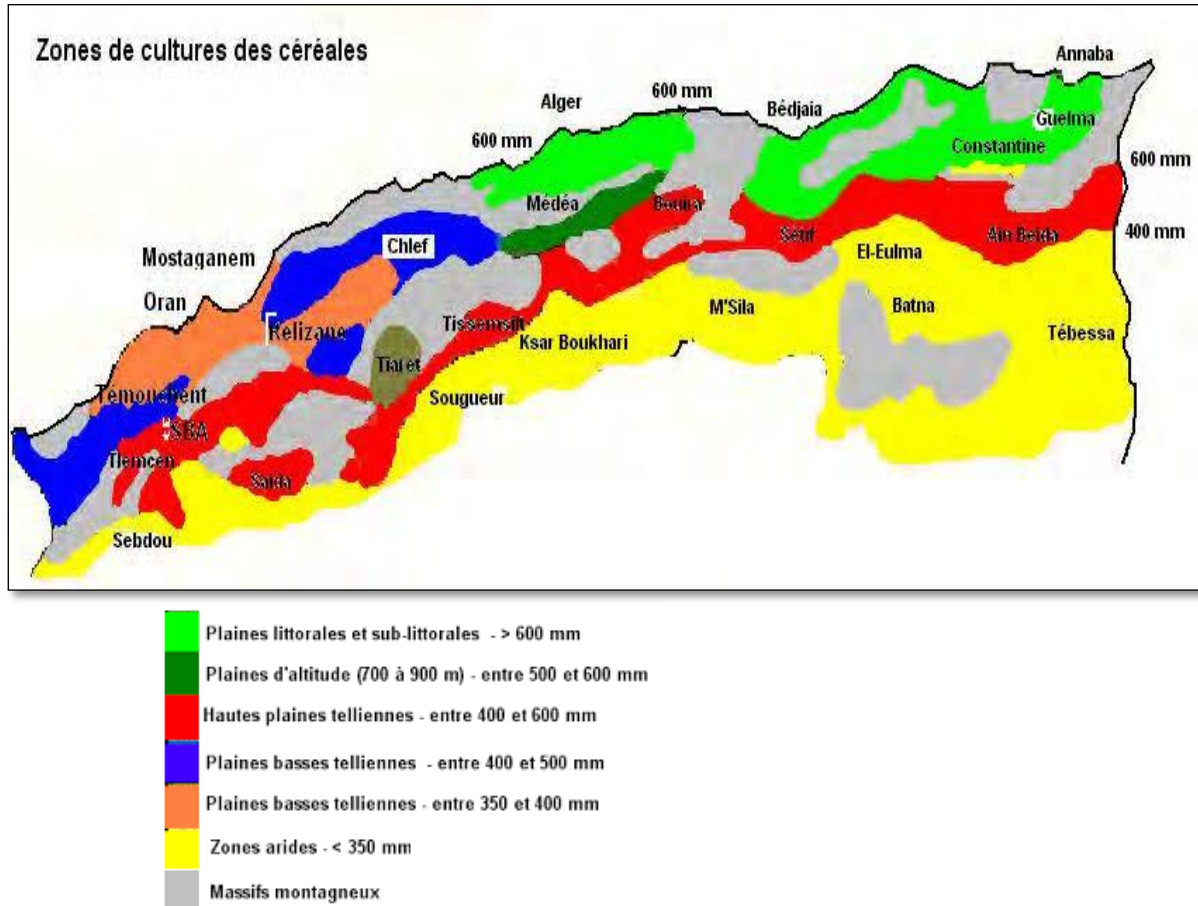 Zones de cultures des céréales
Annaba
600 mm
Alger
Bédjaia
Guelma
600 mm
Constantine
600 mm
Médéa
Bouira
400 mm
Sétif
Ain Beida
Chlef
El-Eulma
Mostaganem
Oran
M'Sila
Batna
Relizane
Tissemsilt
Ksar Boukhari
Tébessa
Tiaret
Témouchent
Sougueur
SBA
Tlemcen
Saida
Sebdou
Plaines littorales et sub-littorales - > 600 mm
Plaines d'altitude (700 à 900 m) - entre 500 et 600 mm
Hautes plaines telliennes - entre 400 et 600 mm
Plaines basses telliennes - entre 400 et 500 mm
Plaines basses telliennes - entre 350 et 400 mm
Zones arides - < 350 mm
Massifs montagneux